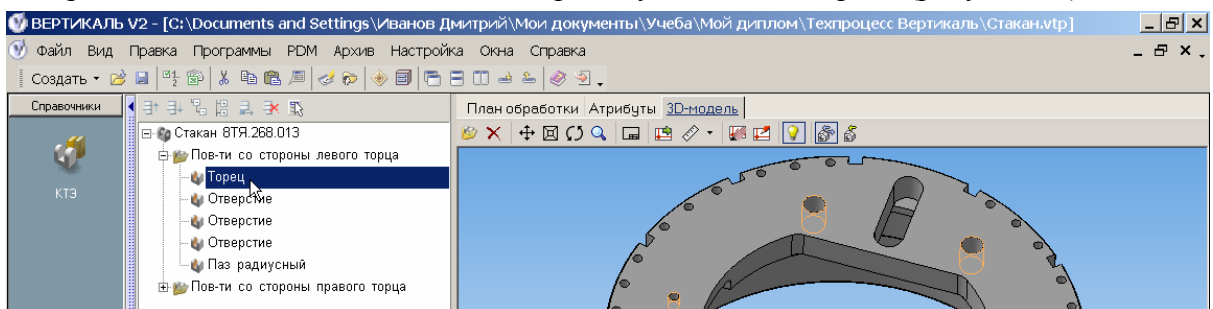 ВЕРТИКАЛЬ V2 - [C:\Documents and Settings\Иванов Дмитрий\Мои документы\Учеба\Мой диплом\Техпроцесс Вертикаль\Стакан.vtp]
Файл Вид Правка Программы PDM Архив Настройка Окна Справка
Создать
Справочники
КТЭ
Стакан 8ТЯ.268.013
Пов-ти со стороны левого торца
Торец
Отверстие
Отверстие
Отверстие
Паз радиусный
Пов-ти со стороны правого торца
План обработки Атрибуты 3D-модель